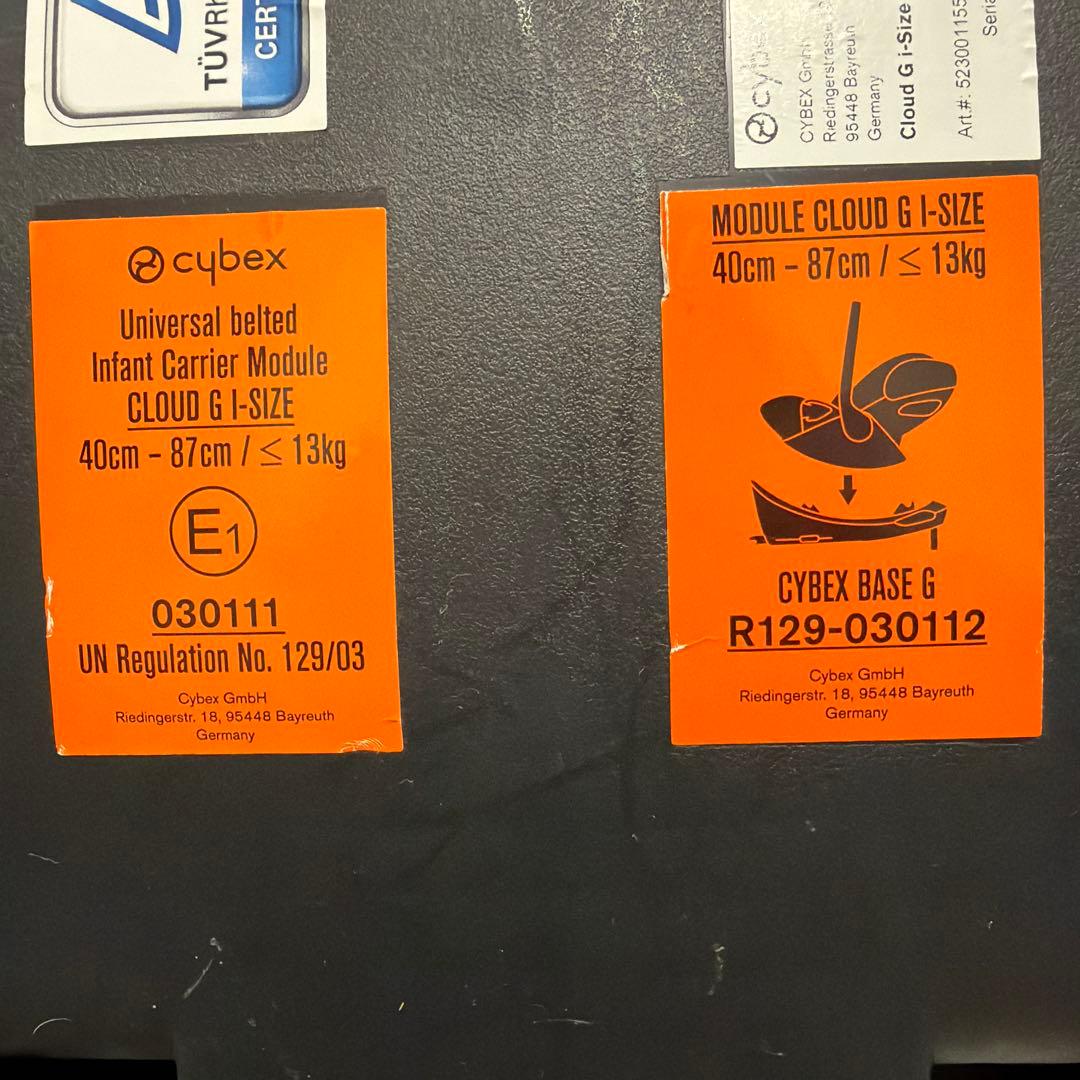 TÜVRH
CERT
cybex
CYBEX GmbH
Riedingerstrasse
95448 Bayreuth
Germany
Cloud G i-Size
Art.#: 523001155
Seria
cybex
Universal belted
Infant Carrier Module
CLOUD G I-SIZE
40cm – 87cm / ≤ 13kg
E1
030111
UN Regulation No. 129/03
Cybex GmbH
Riedingerstr. 18, 95448 Bayreuth
Germany
MODULE CLOUD G I-SIZE
40cm – 87cm / ≤ 13kg
CYBEX BASE G
R129-030112
Cybex GmbH
Riedingerstr. 18, 95448 Bayreuth
Germany